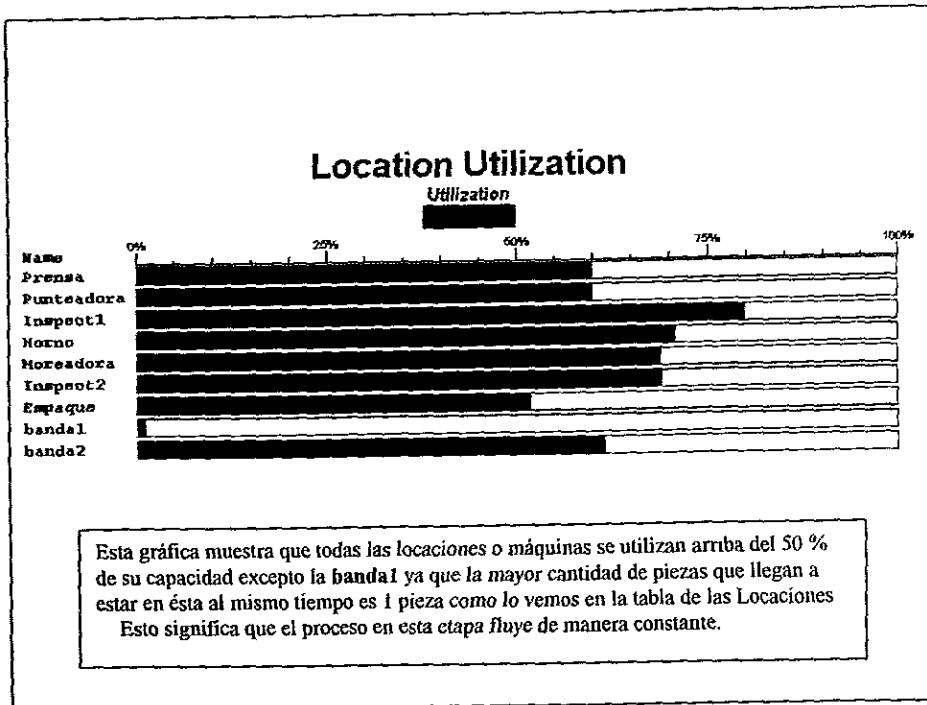 Location Utilization
Utilization
0% 25% 50% 75% 100%
Name
Prensa
Punteadora
Inspect1
Horno
Moreadora
Inspect2
Empaque
banda1
banda2
Esta gráfica muestra que todas las locaciones o máquinas se utilizan arriba del 50 %
de su capacidad excepto la banda1 ya que la mayor cantidad de piezas que llegan a
estar en ésta al mismo tiempo es 1 pieza como lo vemos en la tabla de las Locaciones
Esto significa que el proceso en esta etapa fluye de manera constante.